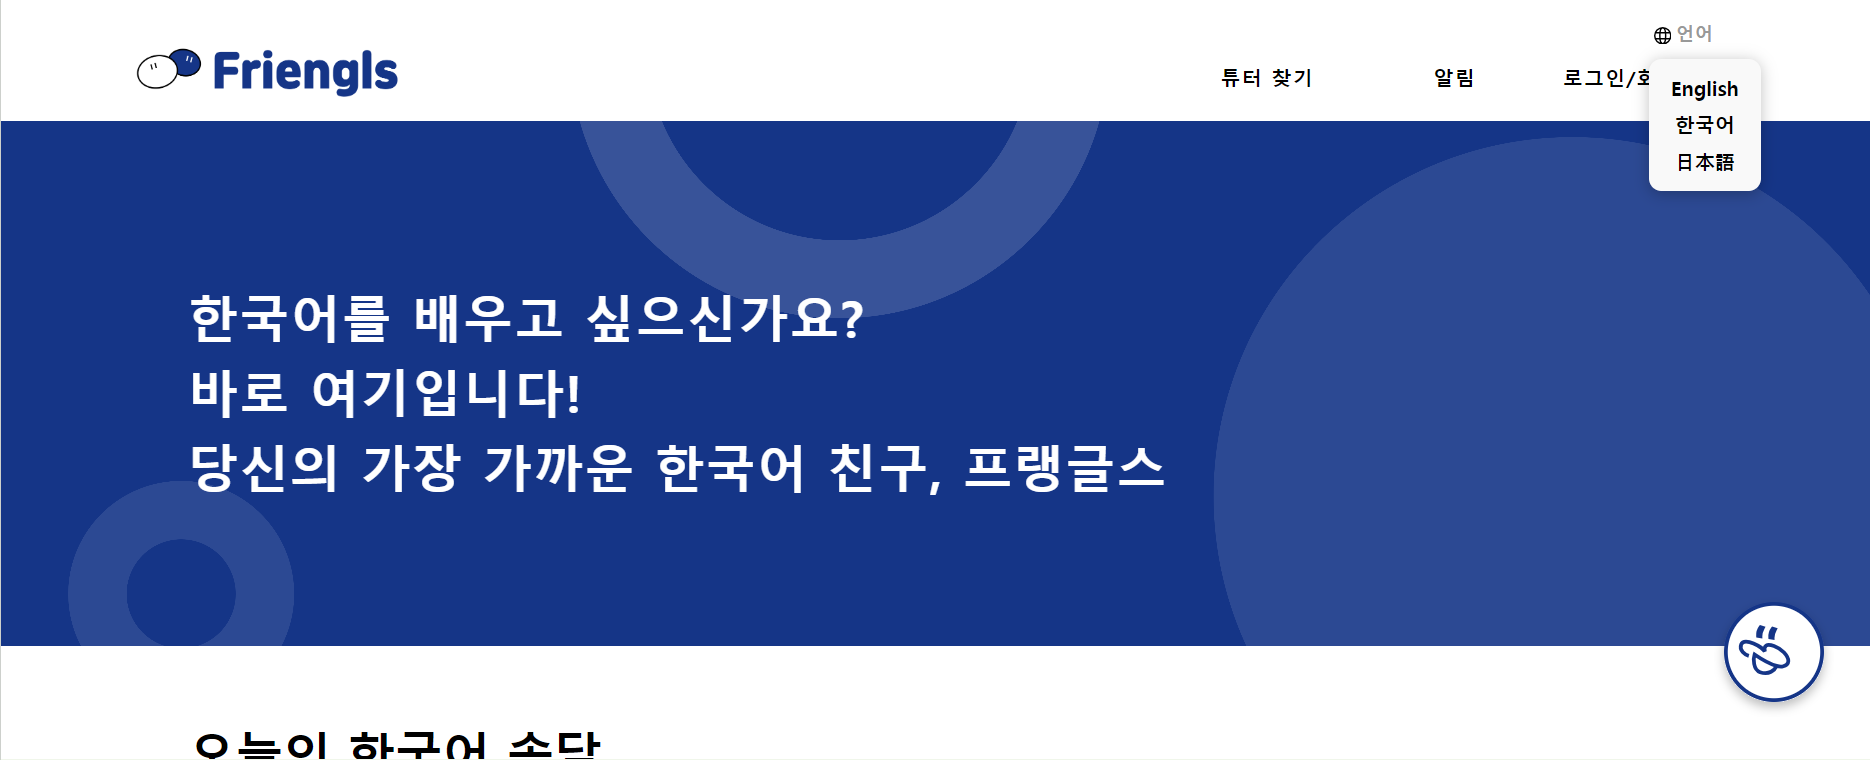 언어
Friengls
튜터 찾기
알림
로그인/
English
한국어
日本語
한국어를 배우고 싶으신가요?
바로 여기입니다!
당신의 가장 가까운 한국어 친구, 프랭글스
오늘의 한국어 속담